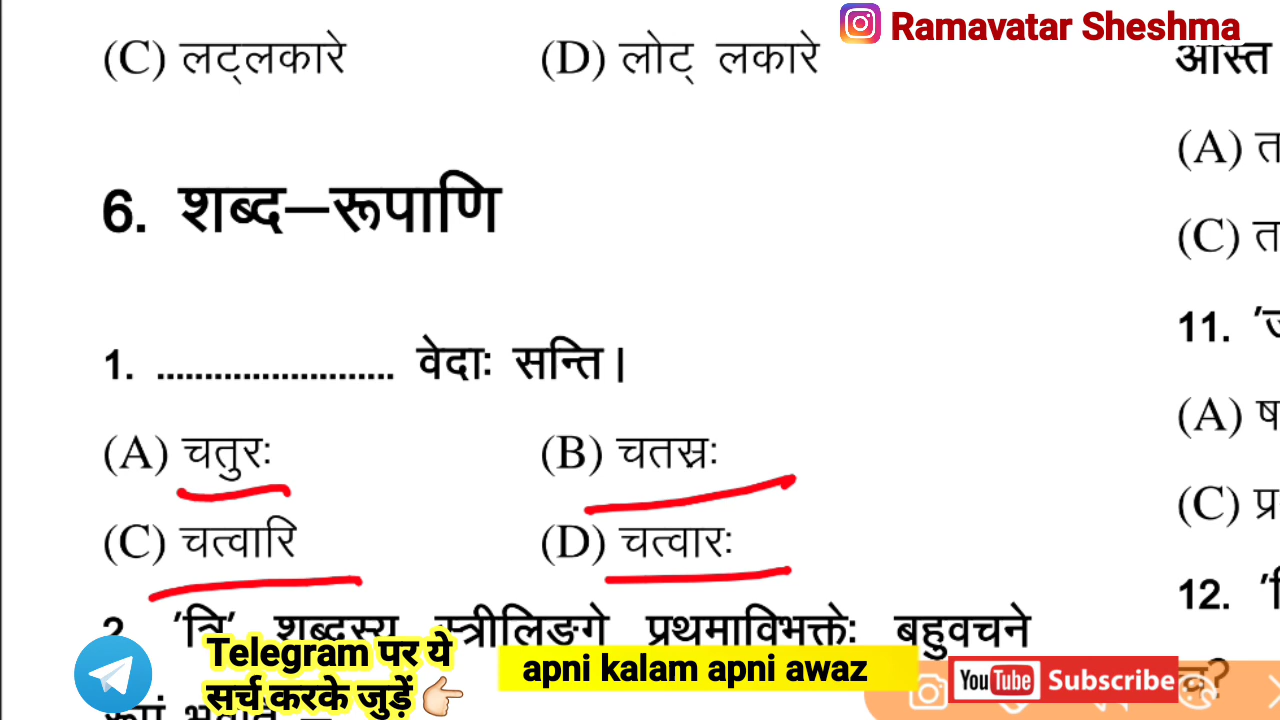 Ramavatar Sheshma
(C) लट्लकारे (D) लोट् लकारे
6. शब्द–रूपाणि
1. ......................... वेदाः सन्ति।
(A) चतुरः (B) चतस्रः
(C) चत्वारि (D) चत्वारः
2. 'त्रि' शब्दस्य स्त्रीलिङगे प्रथमाविभक्तेः बहुवचने
(A)
(C)
11.
(A)
(C)
12.
Telegram पर ये
सर्च करके जुड़ें
apni kalam apni awaz
YouTube Subscribe